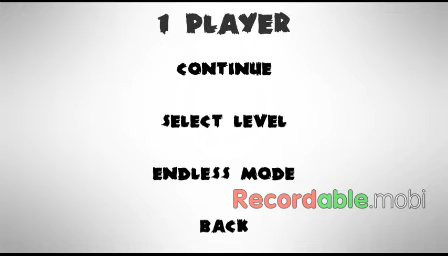 1 PLAYER
CONTINUE
SELECT LEVEL
ENDLESS MODE
Recordable.mobi
BACK